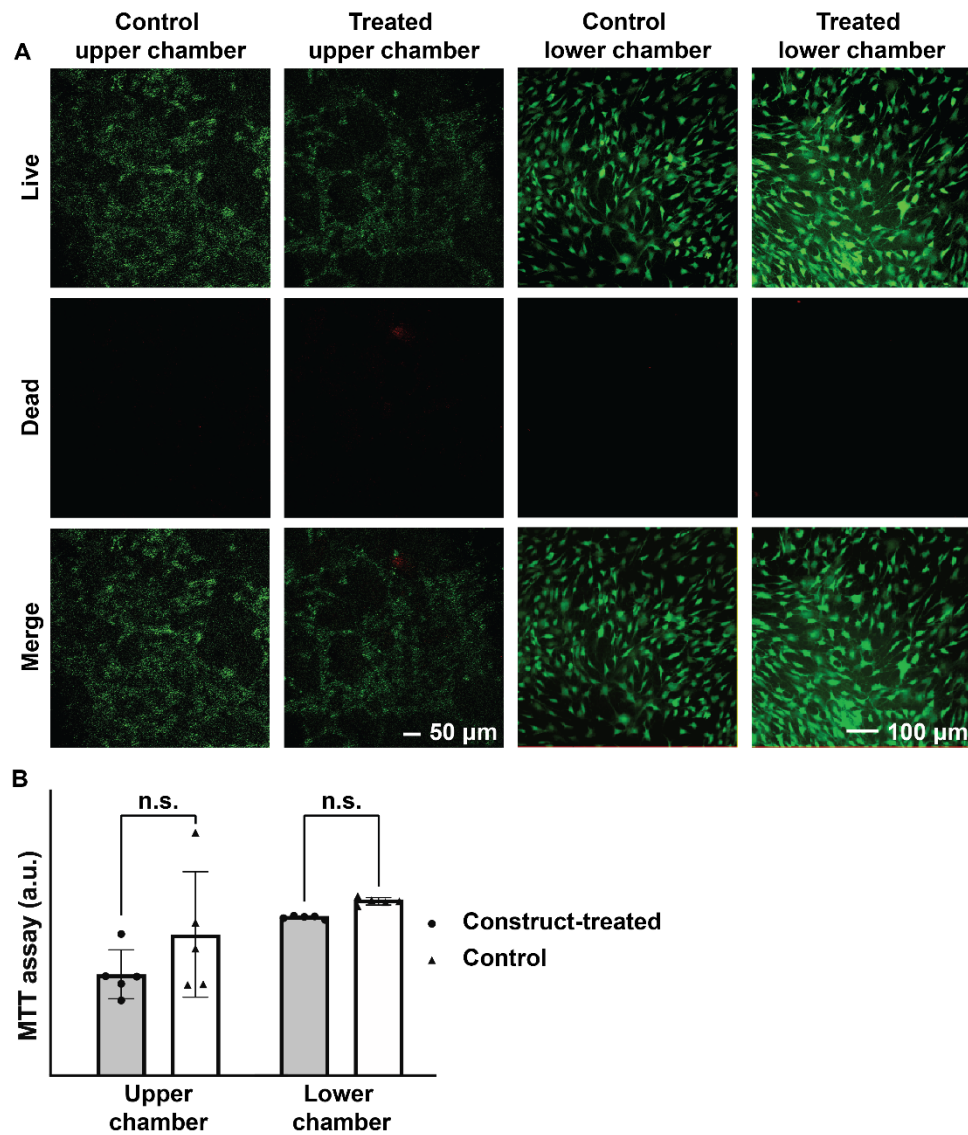 A
Control
upper chamber
Treated
upper chamber
Control
lower chamber
Treated
lower chamber
Live
Dead
Merge
50 µm
100 µm
B
MTT assay (a.u.)
n.s.
n.s.
Construct-treated
Control
Upper
chamber
Lower
chamber